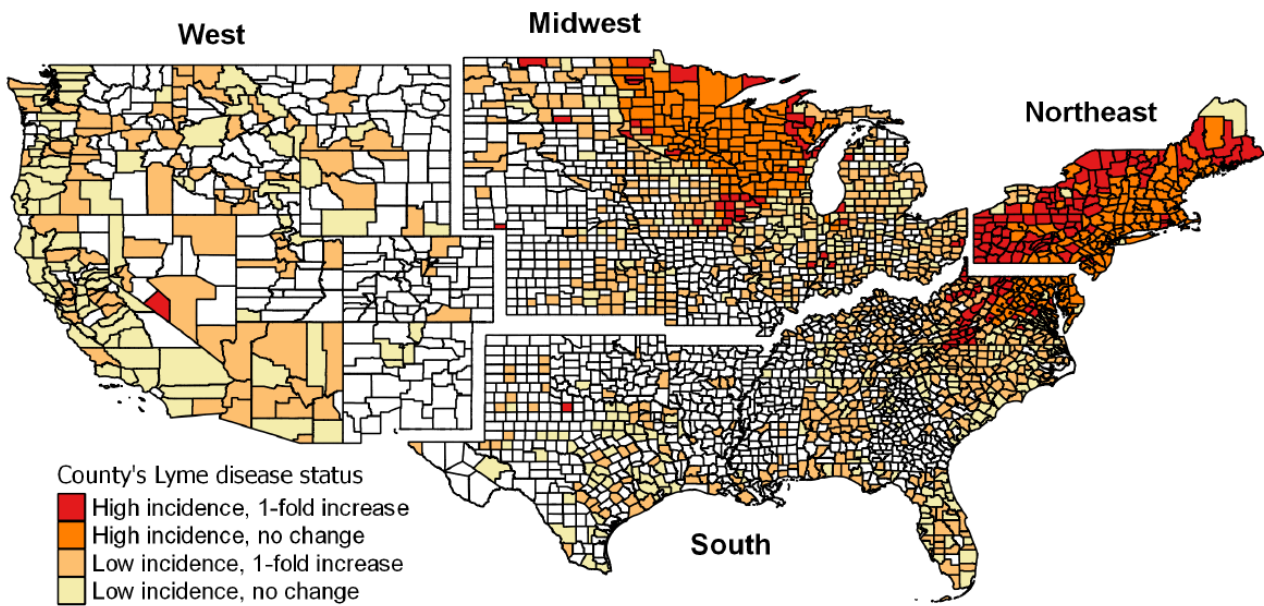 Midwest
West
Northeast
South
County's Lyme disease status
High incidence, 1-fold increase
High incidence, no change
Low incidence, 1-fold increase
Low incidence, no change